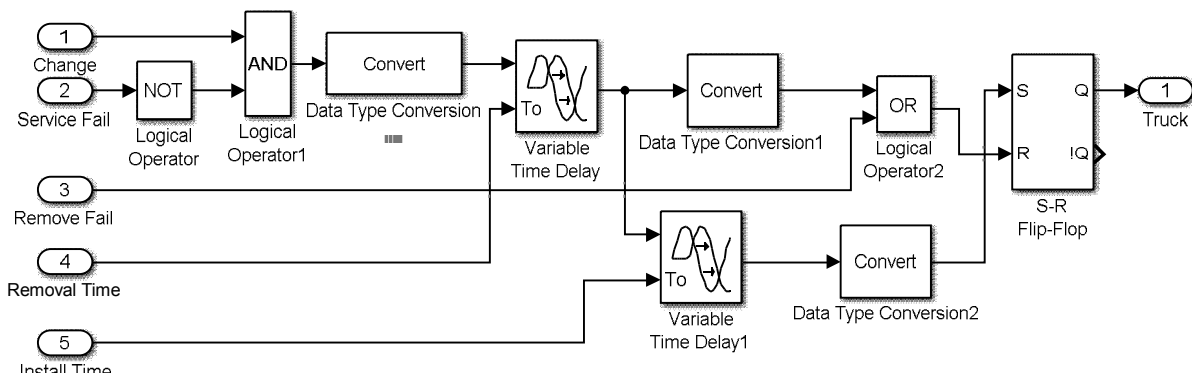 1
Change
2
Service Fail
NOT
Logical
Operator
AND
Logical
Operator1
Convert
Data Type Conversion
To
Variable
Time Delay
Convert
Data Type Conversion1
OR
Logical
Operator2
S
R
Q
!Q
S-R
Flip-Flop
1
Truck
3
Remove Fail
4
Removal Time
To
Variable
Time Delay1
Convert
Data Type Conversion2
5
Install Time